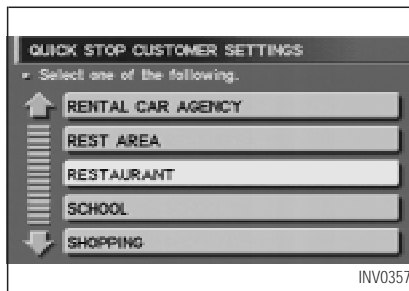 QUICK STOP CUSTOMER SETTINGS
Select one of the following.
RENTAL CAR AGENCY
REST AREA
RESTAURANT
SCHOOL
SHOPPING
INV0357